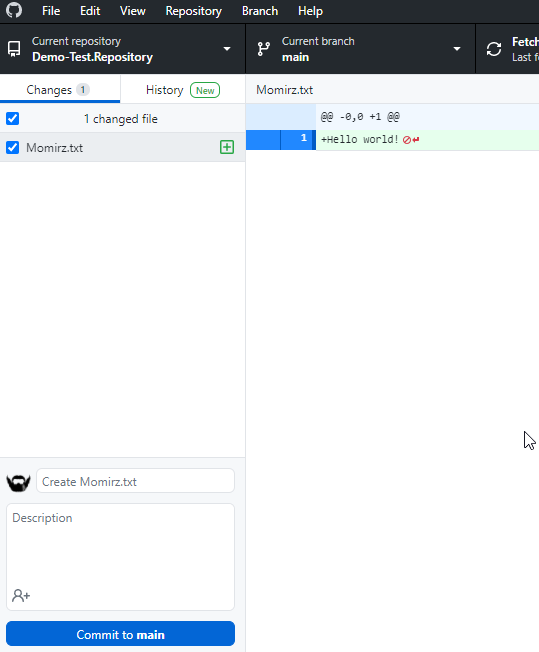 File Edit View Repository Branch Help
Current repository
Demo-Test.Repository
Current branch
main
Fetc
Last f
Changes 1
History New
Momirz.txt
1 changed file
@@ -0,0 +1 @@
Momirz.txt
1 +Hello world!
Create Momirz.txt
Description
Commit to main